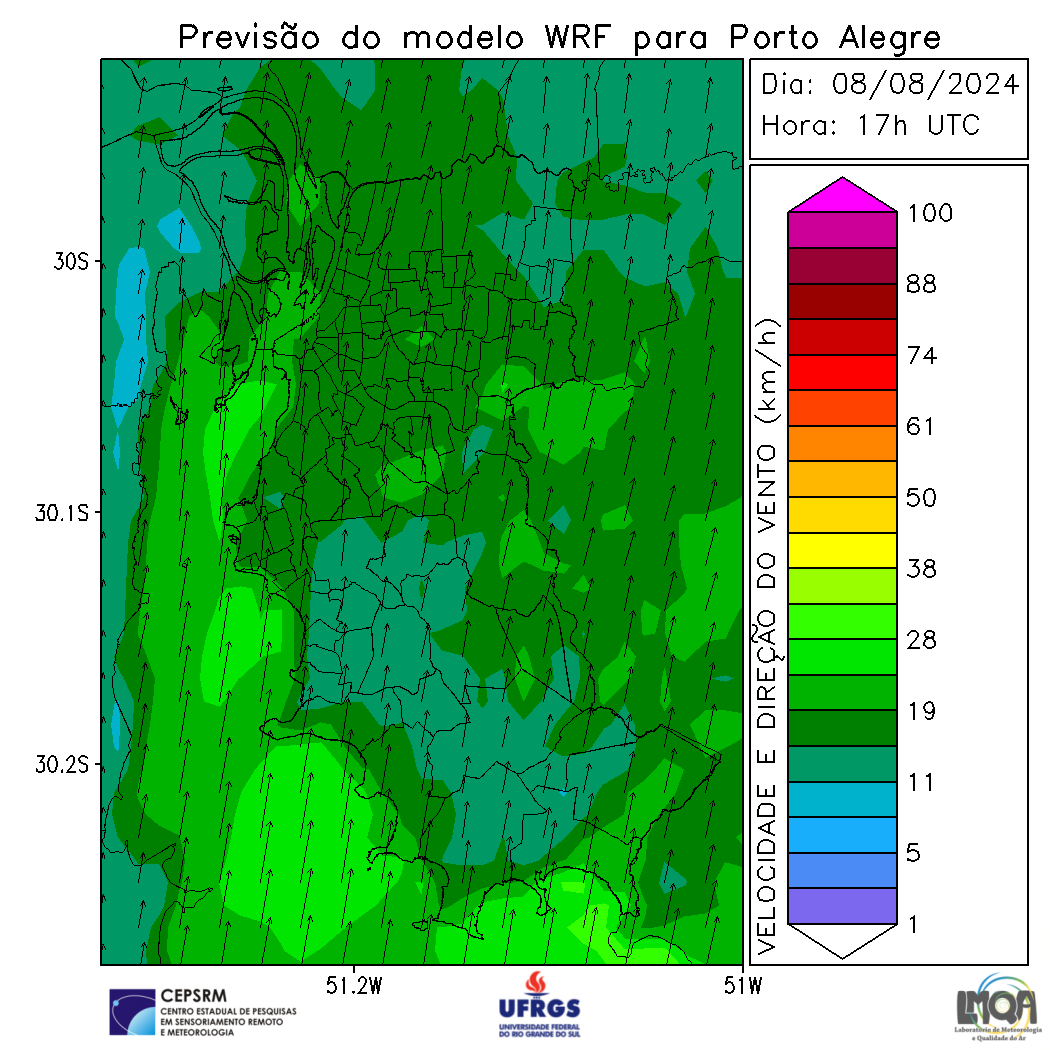 Previsão do modelo WRF para Porto Alegre
Dia: 08/08/2024
Hora: 17h UTC
30S
30.1S
30.2S
51.2W
51W
VELOCIDADE E DIREÇÃO DO VENTO (km/h)
100
88
74
61
50
38
28
19
11
5
1
CEPSRM
CENTRO ESTADUAL DE PESQUISAS
EM SENSORIAMENTO REMOTO
E METEOROLOGIA
UFRGS
UNIVERSIDADE FEDERAL
DO RIO GRANDE DO SUL
LMQA
Laboratório de Meteorologia
e Qualidade do Ar